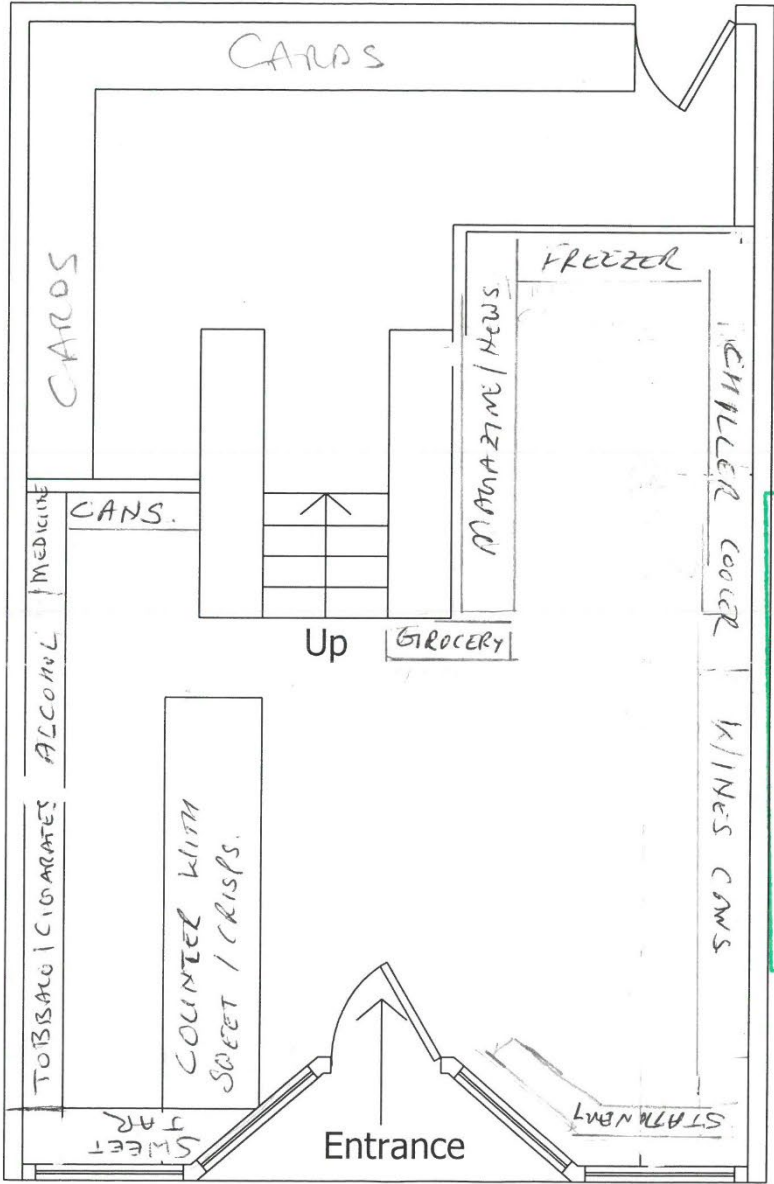 CARDS
CARDS
FREEZER
MAGAZINE/NEWS
CHILLER COOLER
MEDICINE
CANS.
Up
GROCERY
ALCOHOL
WINES CANS
TOBBACO/CIGARATES
COUNTER WITH
SWEET / CRISPS.
SWEET
JAR
STATIONERY
Entrance